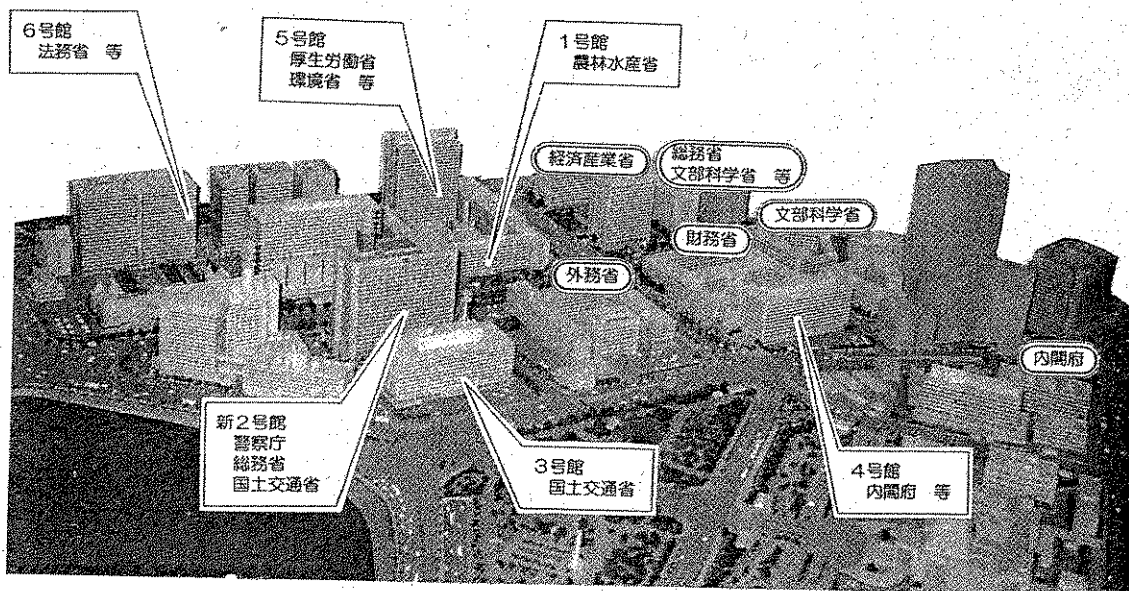 6号館
法務省 等
5号館
厚生労働省
環境省 等
1号館
農林水産省
経済産業省
総務省
文部科学省 等
文部科学省
財務省
外務省
内閣府
新2号館
警察庁
総務省
国土交通省
3号館
国土交通省
4号館
内閣府 等